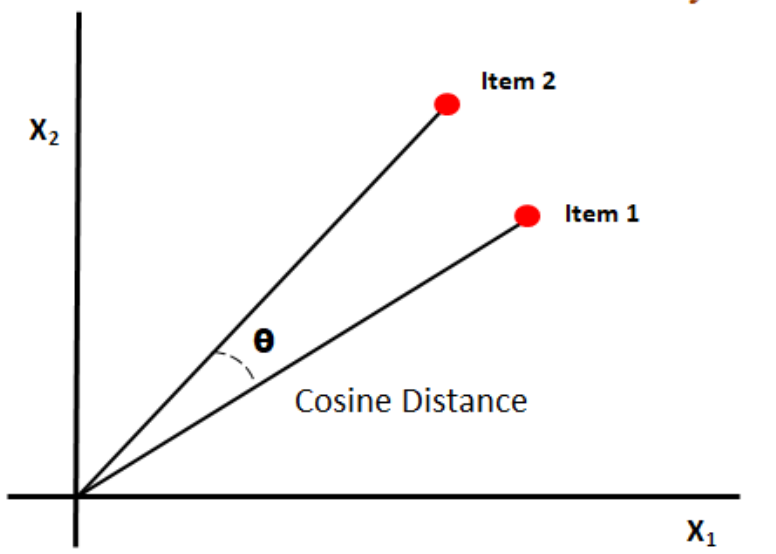 Item 2
X₂
Item 1
θ
Cosine Distance
X₁